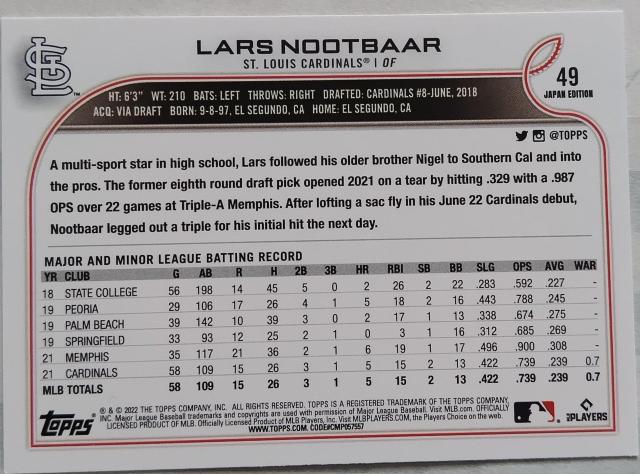 STL
LARS NOOTBAAR
ST. LOUIS CARDINALS® | OF
49
JAPAN EDITION
HT: 6'3" WT: 210 BATS: LEFT THROWS: RIGHT DRAFTED: CARDINALS #8-JUNE, 2018
ACQ: VIA DRAFT BORN: 9-8-97, EL SEGUNDO, CA HOME: EL SEGUNDO, CA
@TOPPS
A multi-sport star in high school, Lars followed his older brother Nigel to Southern Cal and into
the pros. The former eighth round draft pick opened 2021 on a tear by hitting .329 with a .987
OPS over 22 games at Triple-A Memphis. After lofting a sac fly in his June 22 Cardinals debut,
Nootbaar legged out a triple for his initial hit the next day.
MAJOR AND MINOR LEAGUE BATTING RECORD
YR CLUB G AB R H 2B 3B HR RBI SB BB SLG OPS AVG WAR
18 STATE COLLEGE 56 198 14 45 5 0 2 26 2 22 .283 .592 .227 -
19 PEORIA 29 106 17 26 4 1 5 18 2 16 .443 .788 .245 -
19 PALM BEACH 39 142 10 39 3 0 2 17 1 13 .338 .674 .275 -
19 SPRINGFIELD 33 93 12 25 2 1 0 3 1 16 .312 .685 .269 -
21 MEMPHIS 35 117 21 36 2 1 6 19 1 17 .496 .900 .308 -
21 CARDINALS 58 109 15 26 3 1 5 15 2 13 .422 .739 .239 0.7
MLB TOTALS 58 109 15 26 3 1 5 15 2 13 .422 .739 .239 0.7
Topps
® & © 2022 THE TOPPS COMPANY, INC. ALL RIGHTS RESERVED. TOPPS IS A REGISTERED TRADEMARK OF THE TOPPS COMPANY,
INC. Major League Baseball trademarks and copyrights are used with permission of Major League Baseball. Visit MLB.com. OFFICIALLY
LICENSED PRODUCT OF MLB. Officially Licensed Product of MLB Players, Inc. Visit MLBPLAYERS.COM, the Players Choice on the web.
WWW.TOPPS.COM. CODE#CMP057557
PLAYERS